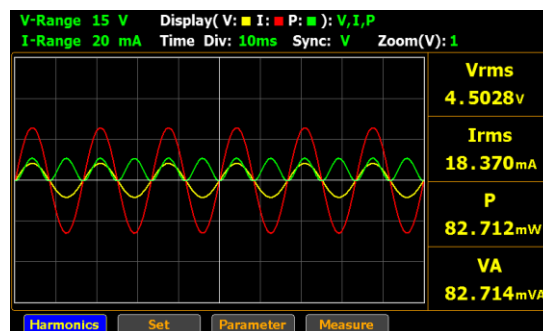 V-Range 15 V Display( V: ■ I: ■ P: ■ ): V,I,P
I-Range 20 mA Time Div: 10ms Sync: V Zoom(V): 1
Vrms
4.5028V
Irms
18.370mA
P
82.712mW
VA
82.714mVA
Harmonics Set Parameter Measure